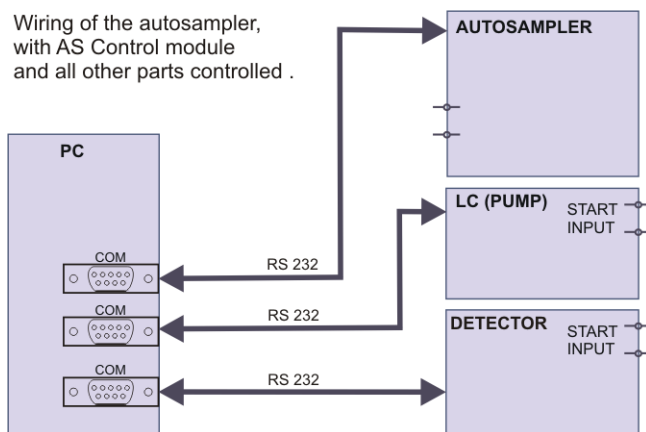 Wiring of the autosampler,
with AS Control module
and all other parts controlled .
AUTOSAMPLER
PC
LC (PUMP)
START
INPUT
COM
RS 232
COM
RS 232
DETECTOR
START
INPUT
COM
RS 232